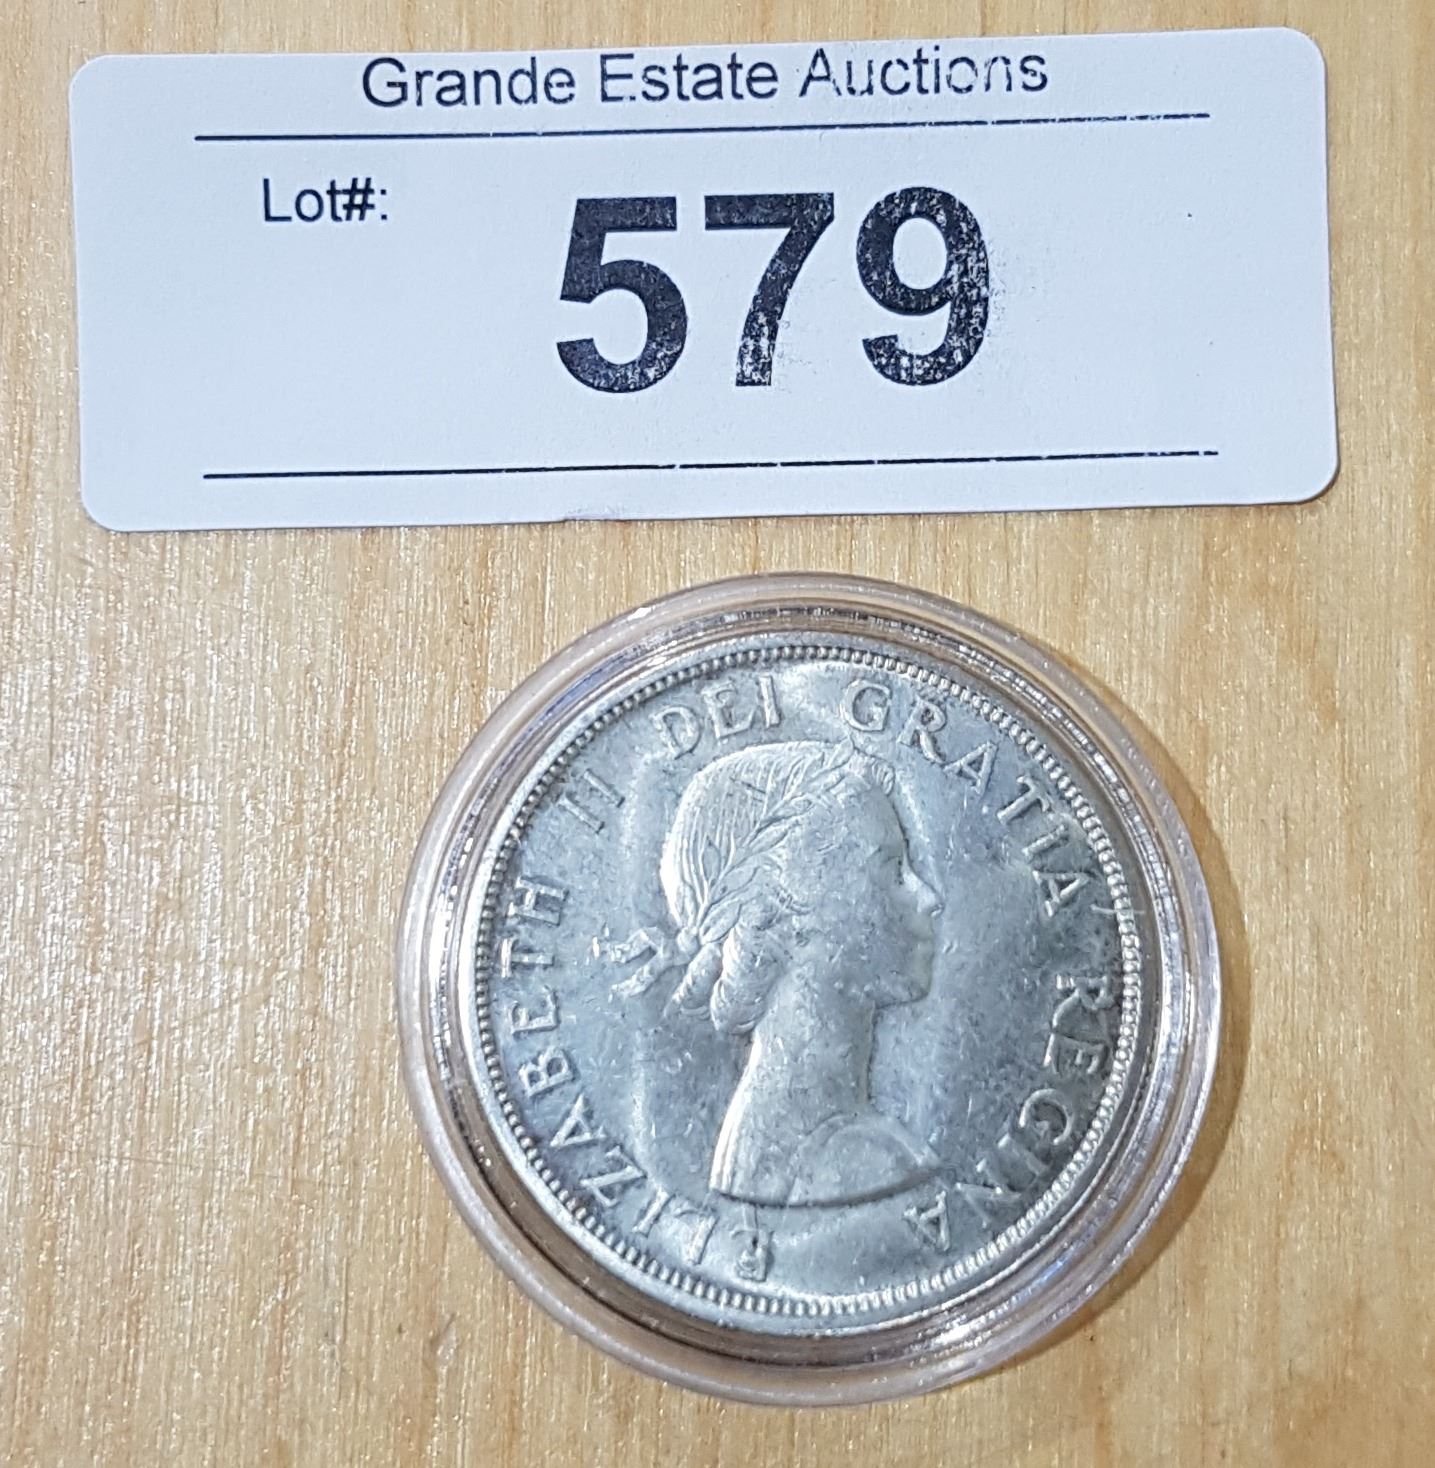 Grande Estate Auctions
Lot#:
579
ELIZABETH II DEI GRATIA REGINA